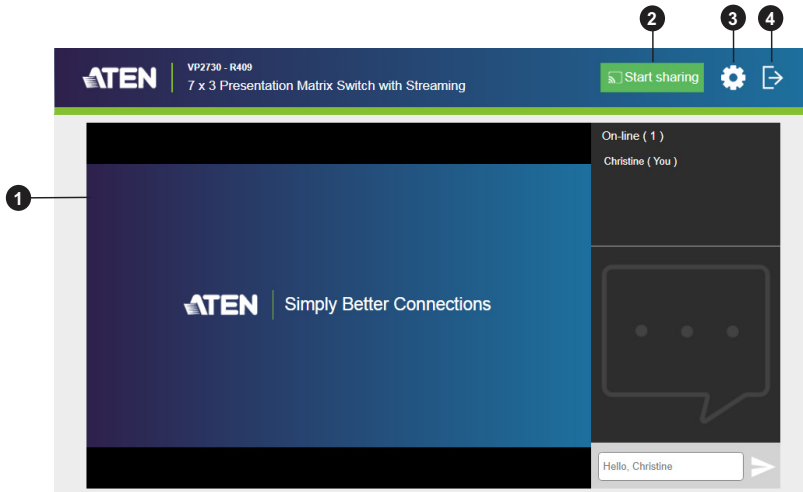 2
3
4
ATEN
VP2730 - R409
7 x 3 Presentation Matrix Switch with Streaming
Start sharing
On-line ( 1 )
Christine ( You )
1
ATEN
Simply Better Connections
Hello, Christine